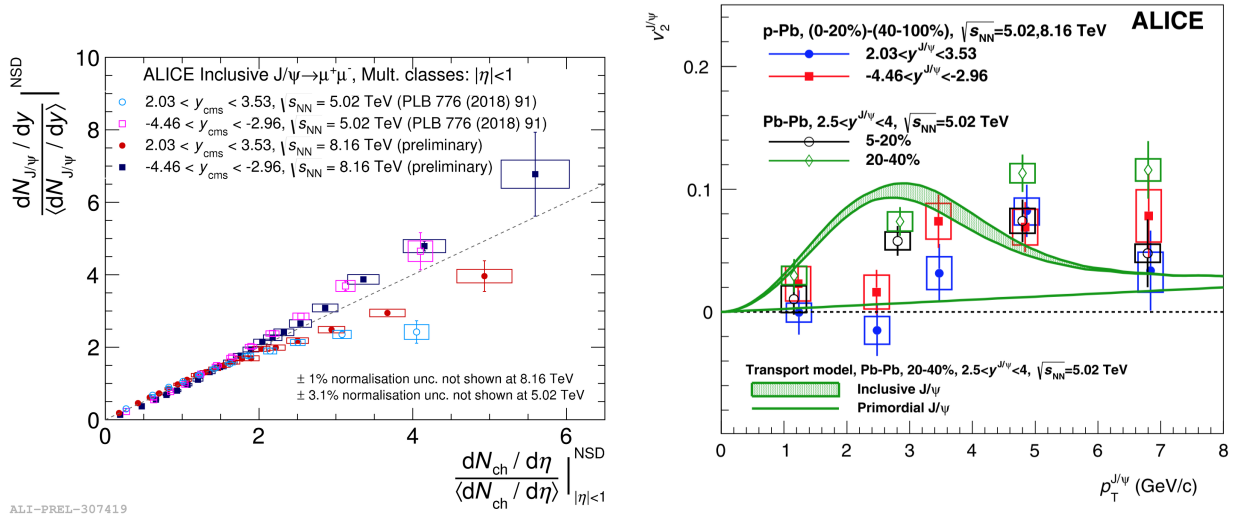 dN_J/ψ / dy
⟨dN_J/ψ / dy⟩ |^NSD
10
8
6
4
2
0
ALICE Inclusive J/ψ→μ⁺μ⁻, Mult. classes: |η|<1
2.03 < y_cms < 3.53, √s_NN = 5.02 TeV (PLB 776 (2018) 91)
-4.46 < y_cms < -2.96, √s_NN = 5.02 TeV (PLB 776 (2018) 91)
2.03 < y_cms < 3.53, √s_NN = 8.16 TeV (preliminary)
-4.46 < y_cms < -2.96, √s_NN = 8.16 TeV (preliminary)
± 1% normalisation unc. not shown at 8.16 TeV
± 3.1% normalisation unc. not shown at 5.02 TeV
0 2 4 6
dN_ch / dη
⟨dN_ch / dη⟩ |^NSD_|η|<1
ALI-PREL-307419
v_2^J/ψ
0.2
0.1
0
ALICE
p-Pb, (0-20%)-(40-100%), √s_NN=5.02,8.16 TeV
2.03<y^J/ψ<3.53
-4.46<y^J/ψ<-2.96
Pb-Pb, 2.5<y^J/ψ<4, √s_NN=5.02 TeV
5-20%
20-40%
Transport model, Pb-Pb, 20-40%, 2.5<y^J/ψ<4, √s_NN=5.02 TeV
Inclusive J/ψ
Primordial J/ψ
0 1 2 3 4 5 6 7 8
p_T^J/ψ (GeV/c)